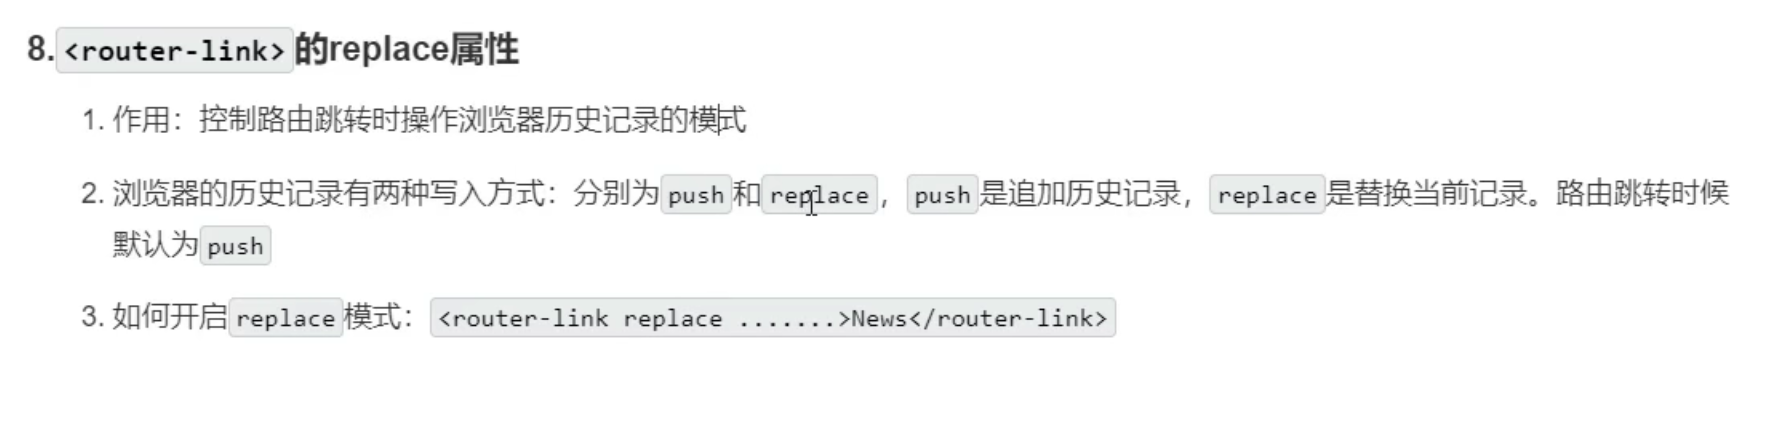 8.<router-link>的replace属性
1. 作用：控制路由跳转时操作浏览器历史记录的模式
2. 浏览器的历史记录有两种写入方式：分别为push和replace，push是追加历史记录，replace是替换当前记录。路由跳转时候
默认为push
3. 如何开启replace模式：<router-link replace .......>News</router-link>